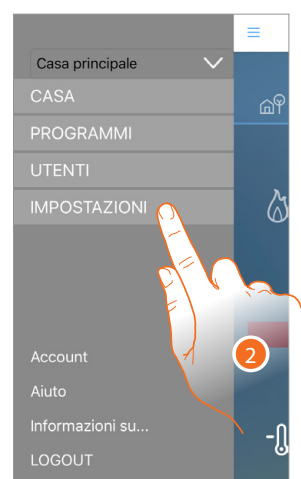 Casa principale
CASA
PROGRAMMI
UTENTI
IMPOSTAZIONI
2
Account
Aiuto
Informazioni su...
LOGOUT